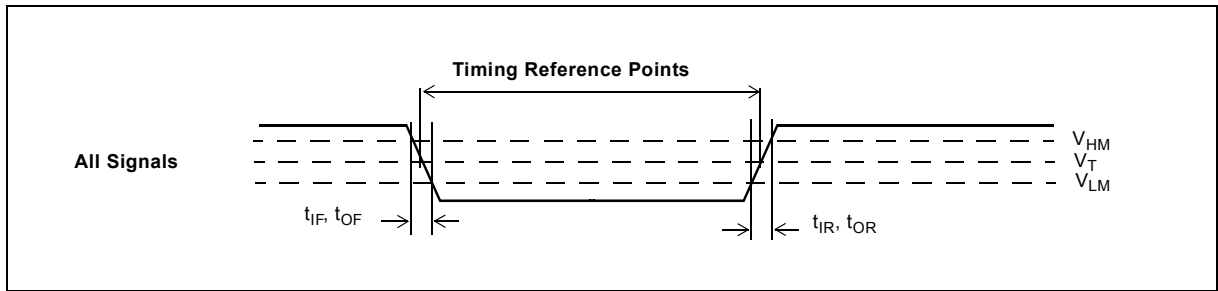 Timing Reference Points
All Signals
V_HM
V_T
V_LM
t_IF, t_OF
t_IR, t_OR